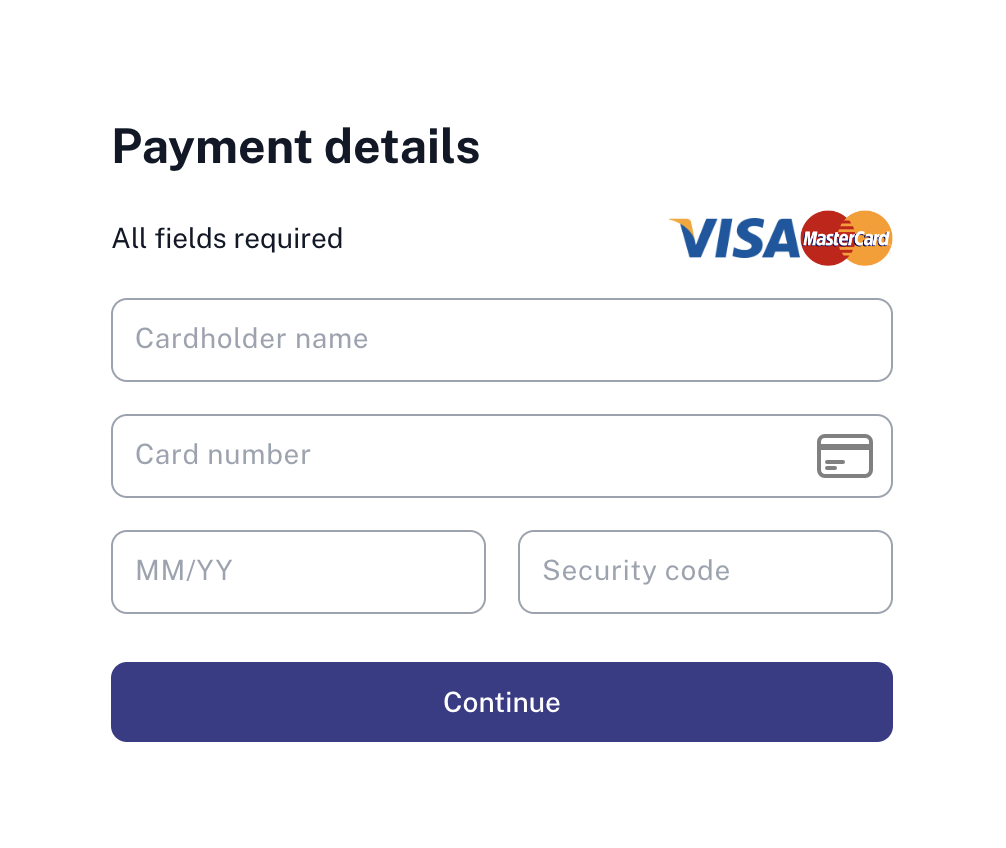 Payment details
All fields required
VISA MasterCard
Cardholder name
Card number
MM/YY
Security code
Continue